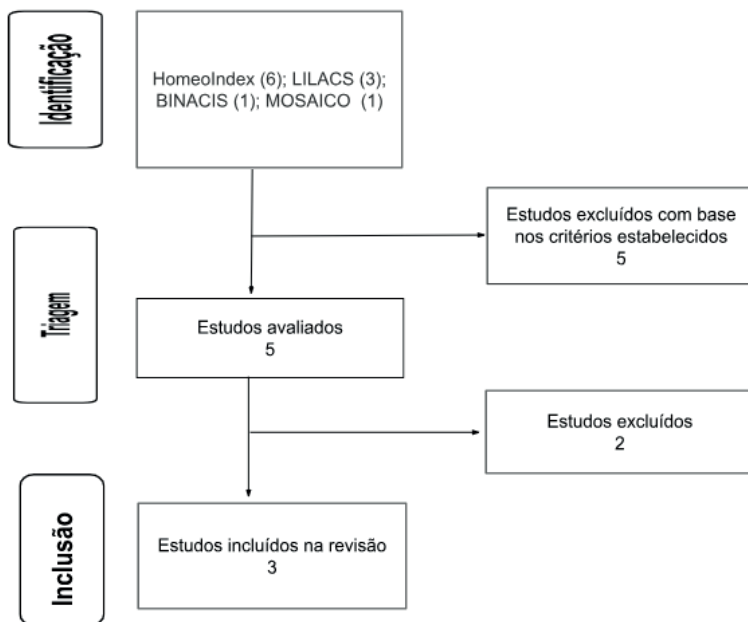 Identificação
HomeoIndex (6); LILACS (3);
BINACIS (1); MOSAICO (1)
Estudos excluídos com base
nos critérios estabelecidos
5
Triagem
Estudos avaliados
5
Estudos excluídos
2
Inclusão
Estudos incluídos na revisão
3